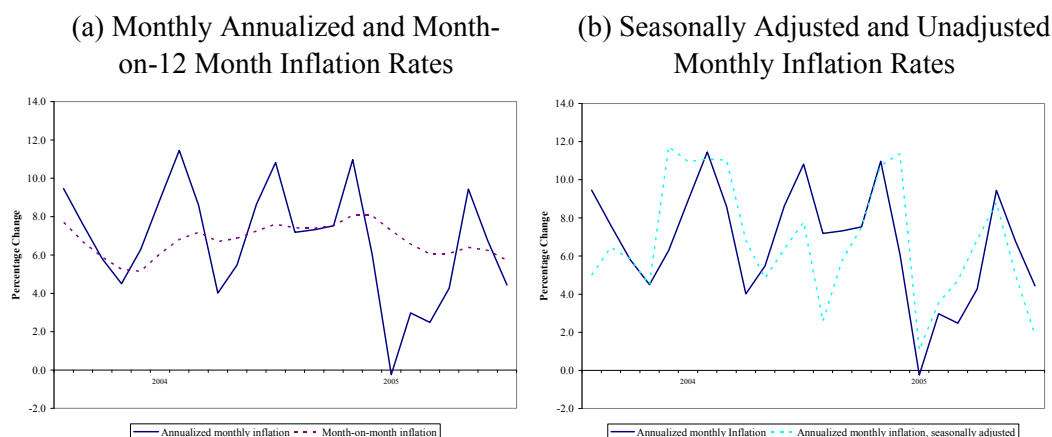 (a) Monthly Annualized and Month-
on-12 Month Inflation Rates
14.0
12.0
10.0
8.0
6.0
4.0
2.0
0.0
-2.0
Percentage Change
2004
2005
Annualized monthly inflation
Month-on-month inflation
(b) Seasonally Adjusted and Unadjusted
Monthly Inflation Rates
14.0
12.0
10.0
8.0
6.0
4.0
2.0
0.0
-2.0
Percentage Change
2004
2005
Annualized monthly Inflation
Annualized monthly inflation, seasonally adjusted